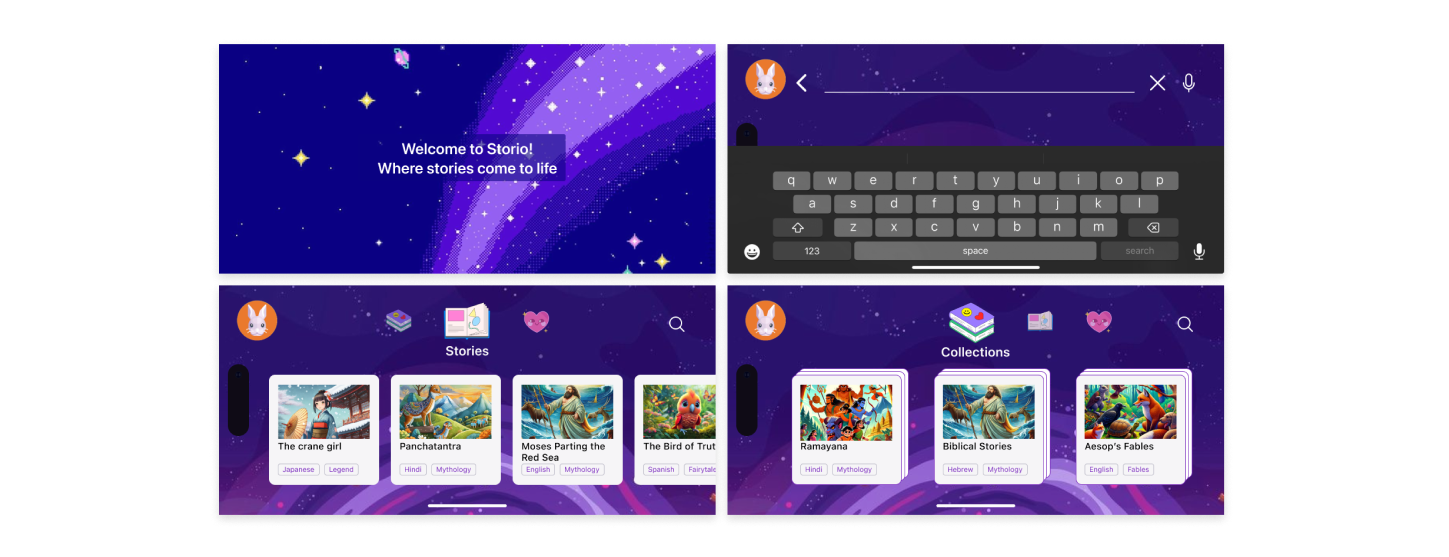 Welcome to Storio!
Where stories come to life
q w e r t y u i o p
a s d f g h j k l
z x c v b n m
123 space search
Stories
The crane girl
Japanese Legend
Panchatantra
Hindi Mythology
Moses Parting the
Red Sea
English Mythology
The Bird of Trut
Spanish Fairytale
Collections
Ramayana
Hindi Mythology
Biblical Stories
Hebrew Mythology
Aesop's Fables
English Fables